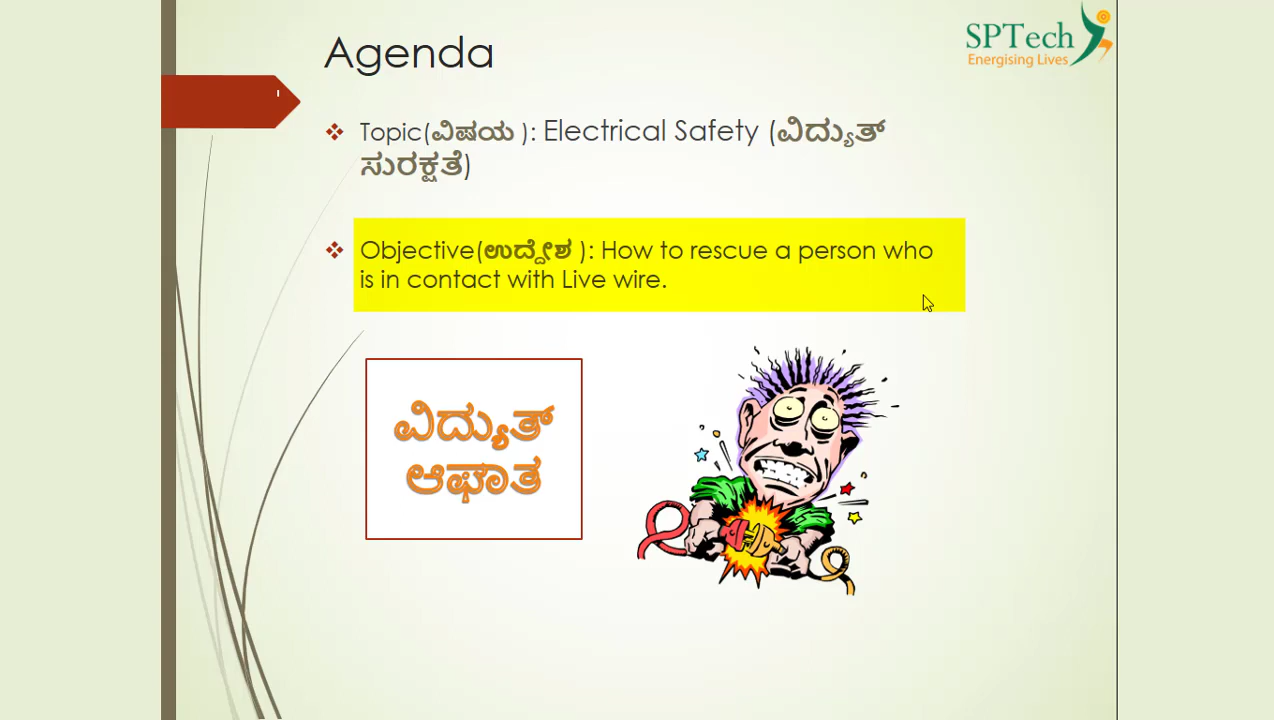 SPTech
Energising Lives
Agenda
Topic(ವಿಷಯ ): Electrical Safety (ವಿದ್ಯುತ್
ಸುರಕ್ಷತೆ)
Objective(ಉದ್ದೇಶ ): How to rescue a person who
is in contact with Live wire.
ವಿದ್ಯುತ್
ಆಘಾತ